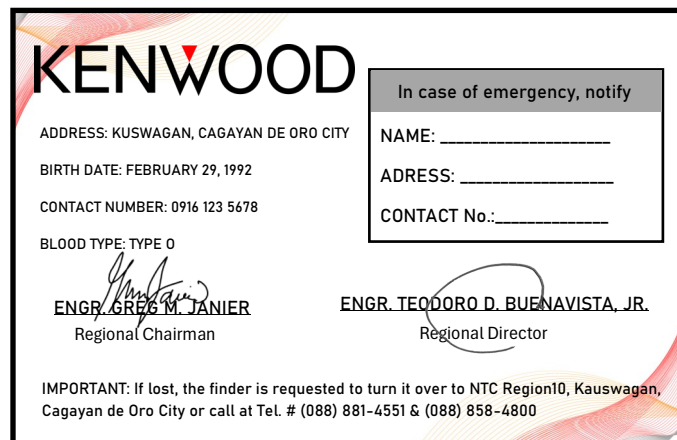 KENWOOD
In case of emergency, notify
NAME: _____________________
ADRESS: ___________________
CONTACT No.:______________
ADDRESS: KUSWAGAN, CAGAYAN DE ORO CITY
BIRTH DATE: FEBRUARY 29, 1992
CONTACT NUMBER: 0916 123 5678
BLOOD TYPE: TYPE O
ENGR. GREG M. JANIER
Regional Chairman
ENGR. TEODORO D. BUENAVISTA, JR.
Regional Director
IMPORTANT: If lost, the finder is requested to turn it over to NTC Region10, Kauswagan,
Cagayan de Oro City or call at Tel. # (088) 881-4551 & (088) 858-4800